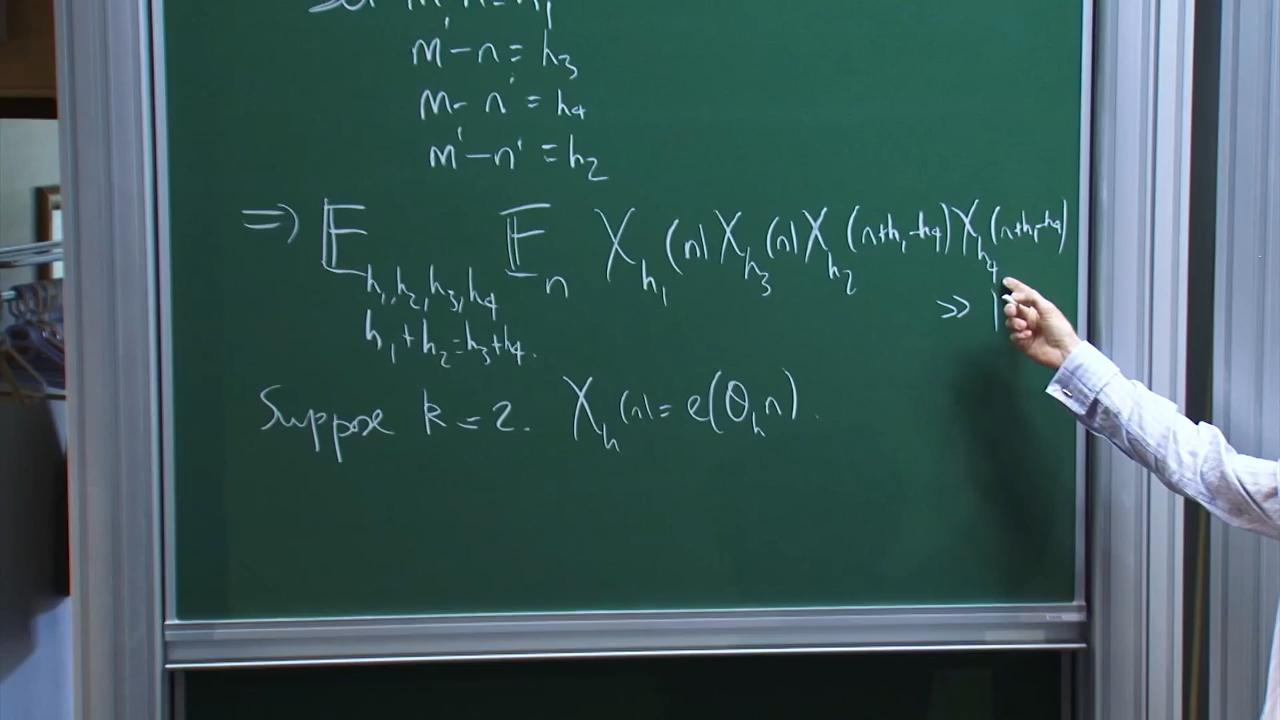 m - n = h₁
m' - n = h₃
m - n' = h₄
m' - n' = h₂
⇒ 𝔼_{h₁,h₂,h₃,h₄ h₁+h₂=h₃+h₄.} 𝔼_n χ_{h₁}(n) χ_{h₃}(n) χ_{h₂}(n+h₁-h₄) χ_{h₄}(n+h₁-h₄)
≫ 1
Suppose k = 2. χ_h(n) = e(θ_h n).